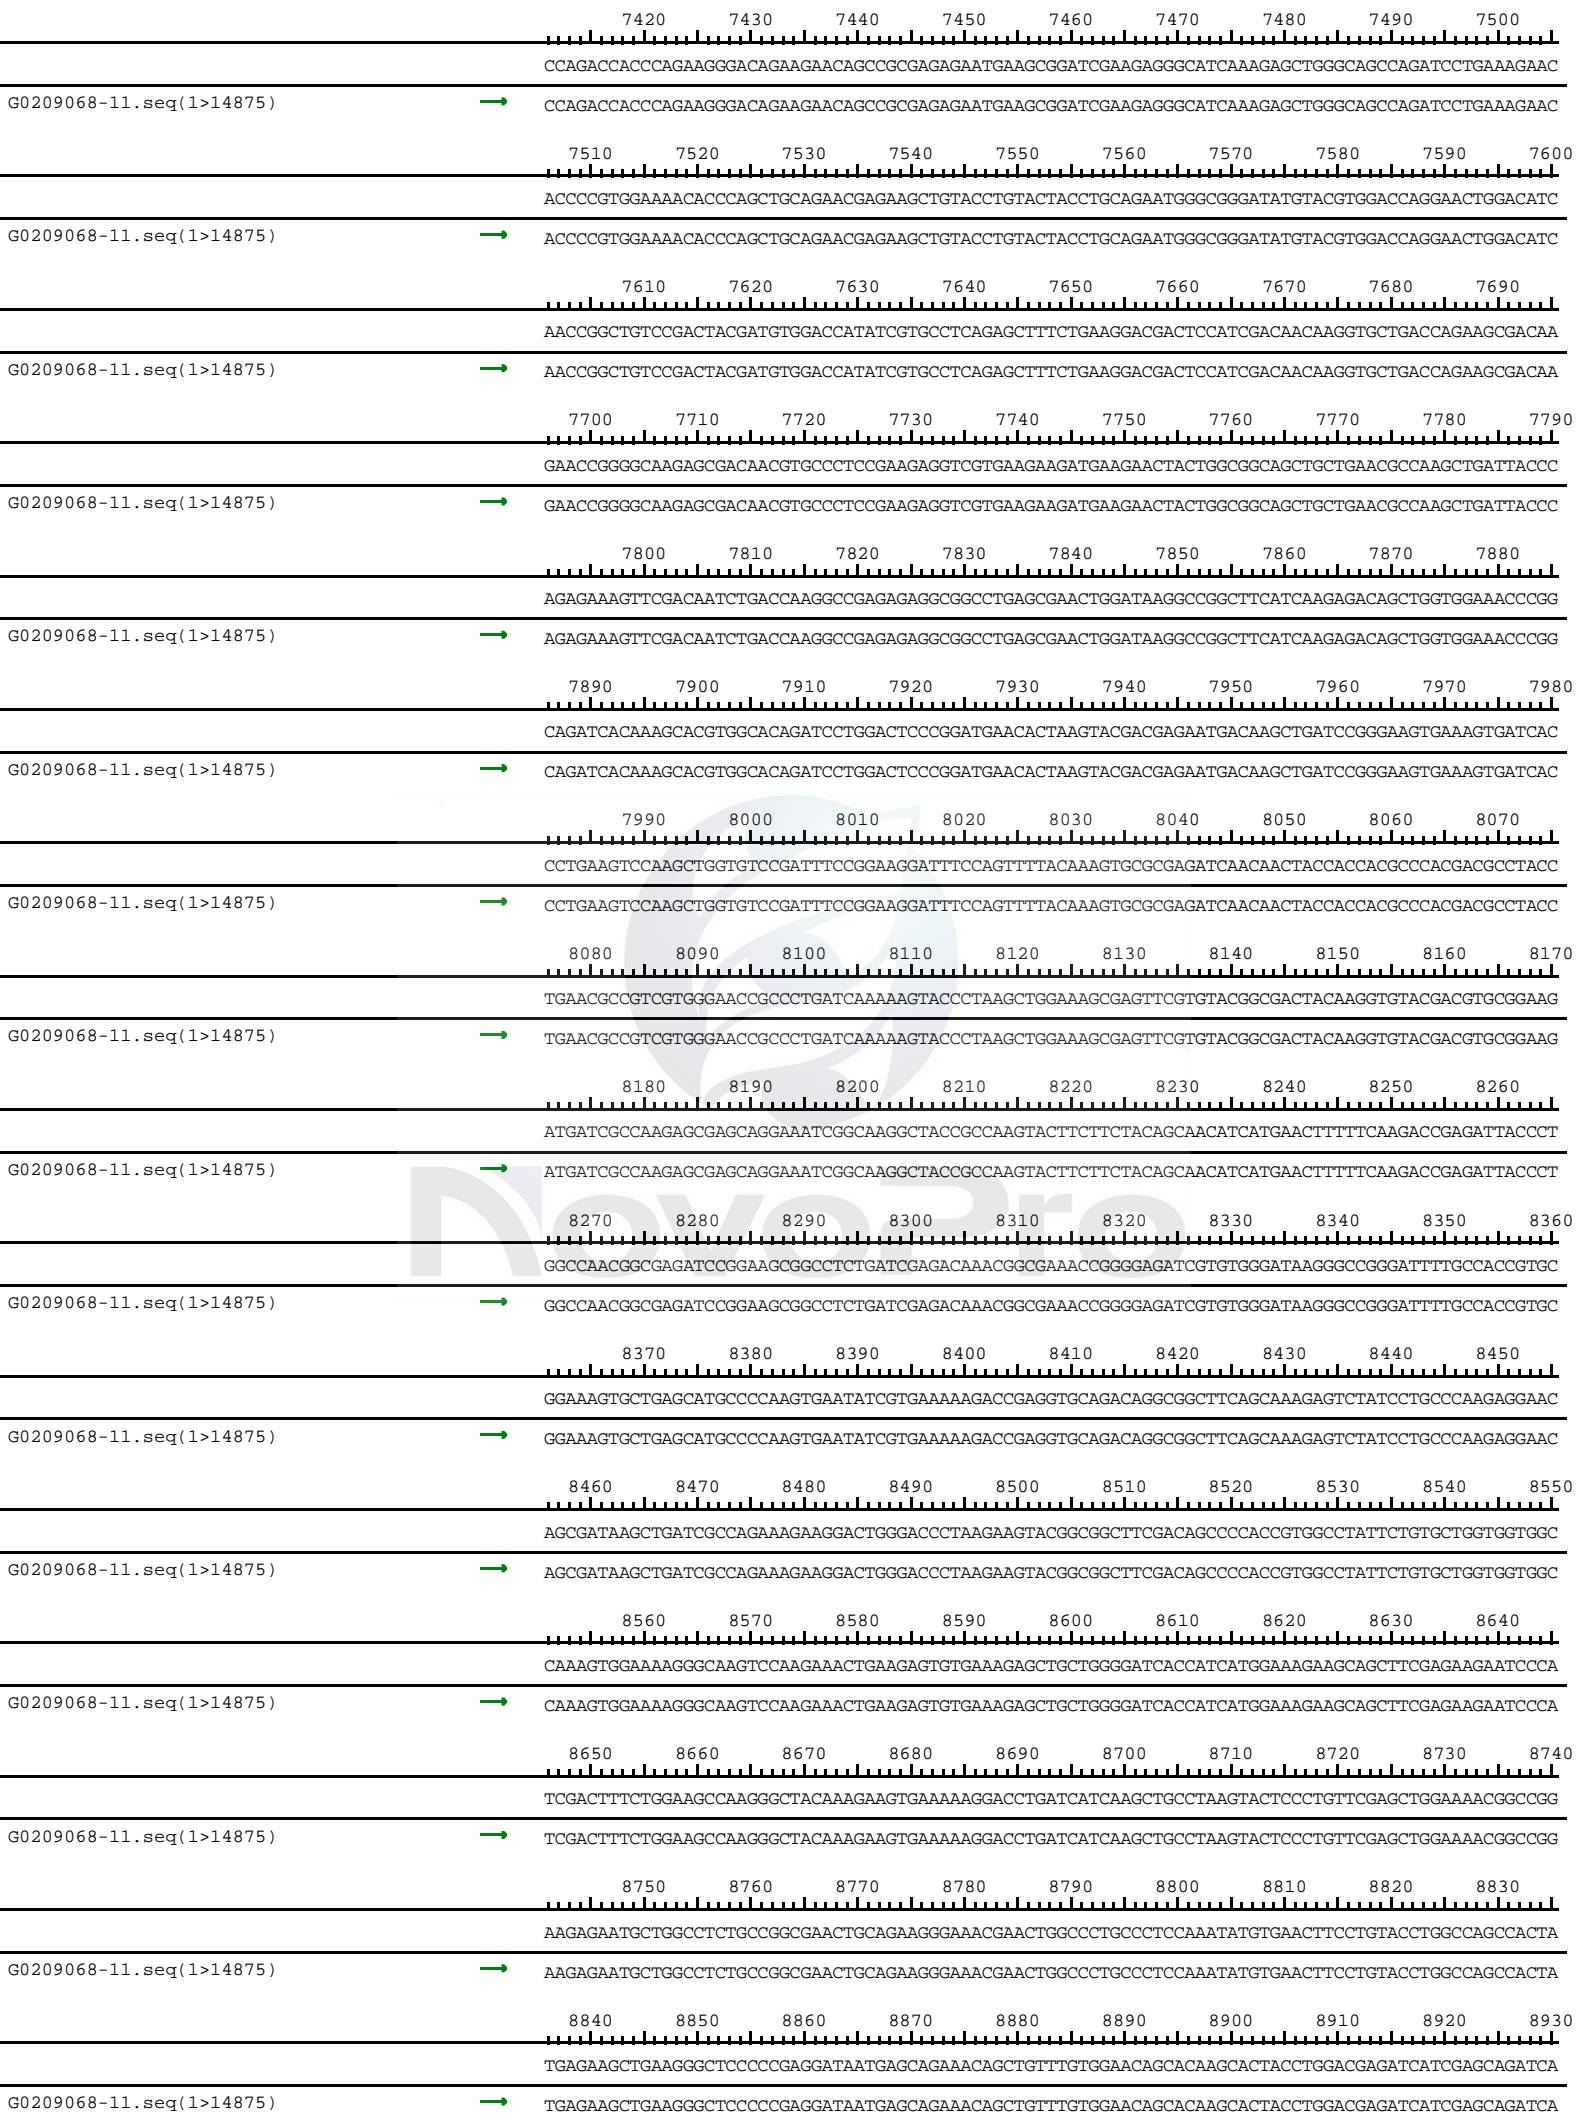 7420 7430 7440 7450 7460 7470 7480 7490 7500
CCAGACCACCCAGAAGGGACAGAAGAACAGCCGCGAGAGAATGAAGCGGATCGAAGAGGGCATCAAAGAGCTGGGCAGCCAGATCCTGAAAGAAC
G0209068-11.seq(1>14875) CCAGACCACCCAGAAGGGACAGAAGAACAGCCGCGAGAGAATGAAGCGGATCGAAGAGGGCATCAAAGAGCTGGGCAGCCAGATCCTGAAAGAAC
7510 7520 7530 7540 7550 7560 7570 7580 7590 7600
ACCCCGTGGAAAACACCCAGCTGCAGAACGAGAAGCTGTACCTGTACTACCTGCAGAATGGGCGGGATATGTACGTGGACCAGGAACTGGACATC
G0209068-11.seq(1>14875) ACCCCGTGGAAAACACCCAGCTGCAGAACGAGAAGCTGTACCTGTACTACCTGCAGAATGGGCGGGATATGTACGTGGACCAGGAACTGGACATC
7610 7620 7630 7640 7650 7660 7670 7680 7690
AACCGGCTGTCCGACTACGATGTGGACCATATCGTGCCTCAGAGCTTTCTGAAGGACGACTCCATCGACAACAAGGTGCTGACCAGAAGCGACAA
G0209068-11.seq(1>14875) AACCGGCTGTCCGACTACGATGTGGACCATATCGTGCCTCAGAGCTTTCTGAAGGACGACTCCATCGACAACAAGGTGCTGACCAGAAGCGACAA
7700 7710 7720 7730 7740 7750 7760 7770 7780 7790
GAACCGGGGCAAGAGCGACAACGTGCCCTCCGAAGAGGTCGTGAAGAAGATGAAGAACTACTGGCGGCAGCTGCTGAACGCCAAGCTGATTACCC
G0209068-11.seq(1>14875) GAACCGGGGCAAGAGCGACAACGTGCCCTCCGAAGAGGTCGTGAAGAAGATGAAGAACTACTGGCGGCAGCTGCTGAACGCCAAGCTGATTACCC
7800 7810 7820 7830 7840 7850 7860 7870 7880
AGAGAAAGTTCGACAATCTGACCAAGGCCGAGAGAGGCGGCCTGAGCGAACTGGATAAGGCCGGCTTCATCAAGAGACAGCTGGTGGAAACCCGG
G0209068-11.seq(1>14875) AGAGAAAGTTCGACAATCTGACCAAGGCCGAGAGAGGCGGCCTGAGCGAACTGGATAAGGCCGGCTTCATCAAGAGACAGCTGGTGGAAACCCGG
7890 7900 7910 7920 7930 7940 7950 7960 7970 7980
CAGATCACAAAGCACGTGGCACAGATCCTGGACTCCCGGATGAACACTAAGTACGACGAGAATGACAAGCTGATCCGGGAAGTGAAAGTGATCAC
G0209068-11.seq(1>14875) CAGATCACAAAGCACGTGGCACAGATCCTGGACTCCCGGATGAACACTAAGTACGACGAGAATGACAAGCTGATCCGGGAAGTGAAAGTGATCAC
7990 8000 8010 8020 8030 8040 8050 8060 8070
CCTGAAGTCCAAGCTGGTGTCCGATTTCCGGAAGGATTTCCAGTTTTACAAAGTGCGCGAGATCAACAACTACCACCACGCCCACGACGCCTACC
G0209068-11.seq(1>14875) CCTGAAGTCCAAGCTGGTGTCCGATTTCCGGAAGGATTTCCAGTTTTACAAAGTGCGCGAGATCAACAACTACCACCACGCCCACGACGCCTACC
8080 8090 8100 8110 8120 8130 8140 8150 8160 8170
TGAACGCCGTCGTGGGAACCGCCCTGATCAAAAAGTACCCTAAGCTGGAAAGCGAGTTCGTGTACGGCGACTACAAGGTGTACGACGTGCGGAAG
G0209068-11.seq(1>14875) TGAACGCCGTCGTGGGAACCGCCCTGATCAAAAAGTACCCTAAGCTGGAAAGCGAGTTCGTGTACGGCGACTACAAGGTGTACGACGTGCGGAAG
8180 8190 8200 8210 8220 8230 8240 8250 8260
ATGATCGCCAAGAGCGAGCAGGAAATCGGCAAGGCTACCGCCAAGTACTTCTTCTACAGCAACATCATGAACTTTTTCAAGACCGAGATTACCCT
G0209068-11.seq(1>14875) ATGATCGCCAAGAGCGAGCAGGAAATCGGCAAGGCTACCGCCAAGTACTTCTTCTACAGCAACATCATGAACTTTTTCAAGACCGAGATTACCCT
NovoPro
8270 8280 8290 8300 8310 8320 8330 8340 8350 8360
GGCCAACGGCGAGATCCGGAAGCGGCCTCTGATCGAGACAAACGGCGAAACCGGGGAGATCGTGTGGGATAAGGGCCGGGATTTTGCCACCGTGC
G0209068-11.seq(1>14875) GGCCAACGGCGAGATCCGGAAGCGGCCTCTGATCGAGACAAACGGCGAAACCGGGGAGATCGTGTGGGATAAGGGCCGGGATTTTGCCACCGTGC
8370 8380 8390 8400 8410 8420 8430 8440 8450
GGAAAGTGCTGAGCATGCCCCAAGTGAATATCGTGAAAAAGACCGAGGTGCAGACAGGCGGCTTCAGCAAAGAGTCTATCCTGCCCAAGAGGAAC
G0209068-11.seq(1>14875) GGAAAGTGCTGAGCATGCCCCAAGTGAATATCGTGAAAAAGACCGAGGTGCAGACAGGCGGCTTCAGCAAAGAGTCTATCCTGCCCAAGAGGAAC
8460 8470 8480 8490 8500 8510 8520 8530 8540 8550
AGCGATAAGCTGATCGCCAGAAAGAAGGACTGGGACCCTAAGAAGTACGGCGGCTTCGACAGCCCCACCGTGGCCTATTCTGTGCTGGTGGTGGC
G0209068-11.seq(1>14875) AGCGATAAGCTGATCGCCAGAAAGAAGGACTGGGACCCTAAGAAGTACGGCGGCTTCGACAGCCCCACCGTGGCCTATTCTGTGCTGGTGGTGGC
8560 8570 8580 8590 8600 8610 8620 8630 8640
CAAAGTGGAAAAGGGCAAGTCCAAGAAACTGAAGAGTGTGAAAGAGCTGCTGGGGATCACCATCATGGAAAGAAGCAGCTTCGAGAAGAATCCCA
G0209068-11.seq(1>14875) CAAAGTGGAAAAGGGCAAGTCCAAGAAACTGAAGAGTGTGAAAGAGCTGCTGGGGATCACCATCATGGAAAGAAGCAGCTTCGAGAAGAATCCCA
8650 8660 8670 8680 8690 8700 8710 8720 8730 8740
TCGACTTTCTGGAAGCCAAGGGCTACAAAGAAGTGAAAAAGGACCTGATCATCAAGCTGCCTAAGTACTCCCTGTTCGAGCTGGAAAACGGCCGG
G0209068-11.seq(1>14875) TCGACTTTCTGGAAGCCAAGGGCTACAAAGAAGTGAAAAAGGACCTGATCATCAAGCTGCCTAAGTACTCCCTGTTCGAGCTGGAAAACGGCCGG
8750 8760 8770 8780 8790 8800 8810 8820 8830
AAGAGAATGCTGGCCTCTGCCGGCGAACTGCAGAAGGGAAACGAACTGGCCCTGCCCTCCAAATATGTGAACTTCCTGTACCTGGCCAGCCACTA
G0209068-11.seq(1>14875) AAGAGAATGCTGGCCTCTGCCGGCGAACTGCAGAAGGGAAACGAACTGGCCCTGCCCTCCAAATATGTGAACTTCCTGTACCTGGCCAGCCACTA
8840 8850 8860 8870 8880 8890 8900 8910 8920 8930
TGAGAAGCTGAAGGGCTCCCCCGAGGATAATGAGCAGAAACAGCTGTTTGTGGAACAGCACAAGCACTACCTGGACGAGATCATCGAGCAGATCA
G0209068-11.seq(1>14875) TGAGAAGCTGAAGGGCTCCCCCGAGGATAATGAGCAGAAACAGCTGTTTGTGGAACAGCACAAGCACTACCTGGACGAGATCATCGAGCAGATCA